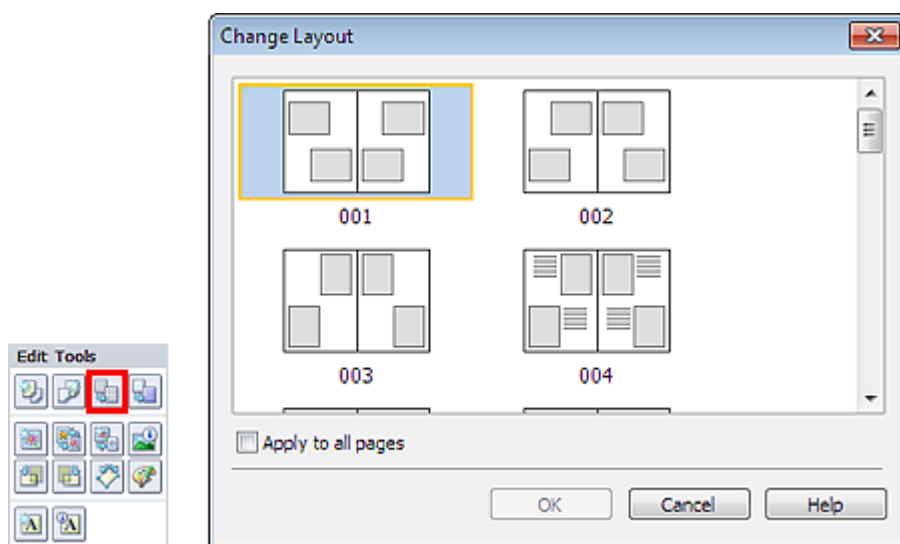 Change Layout
001
002
003
004
Apply to all pages
OK
Cancel
Help
Edit Tools
A
A